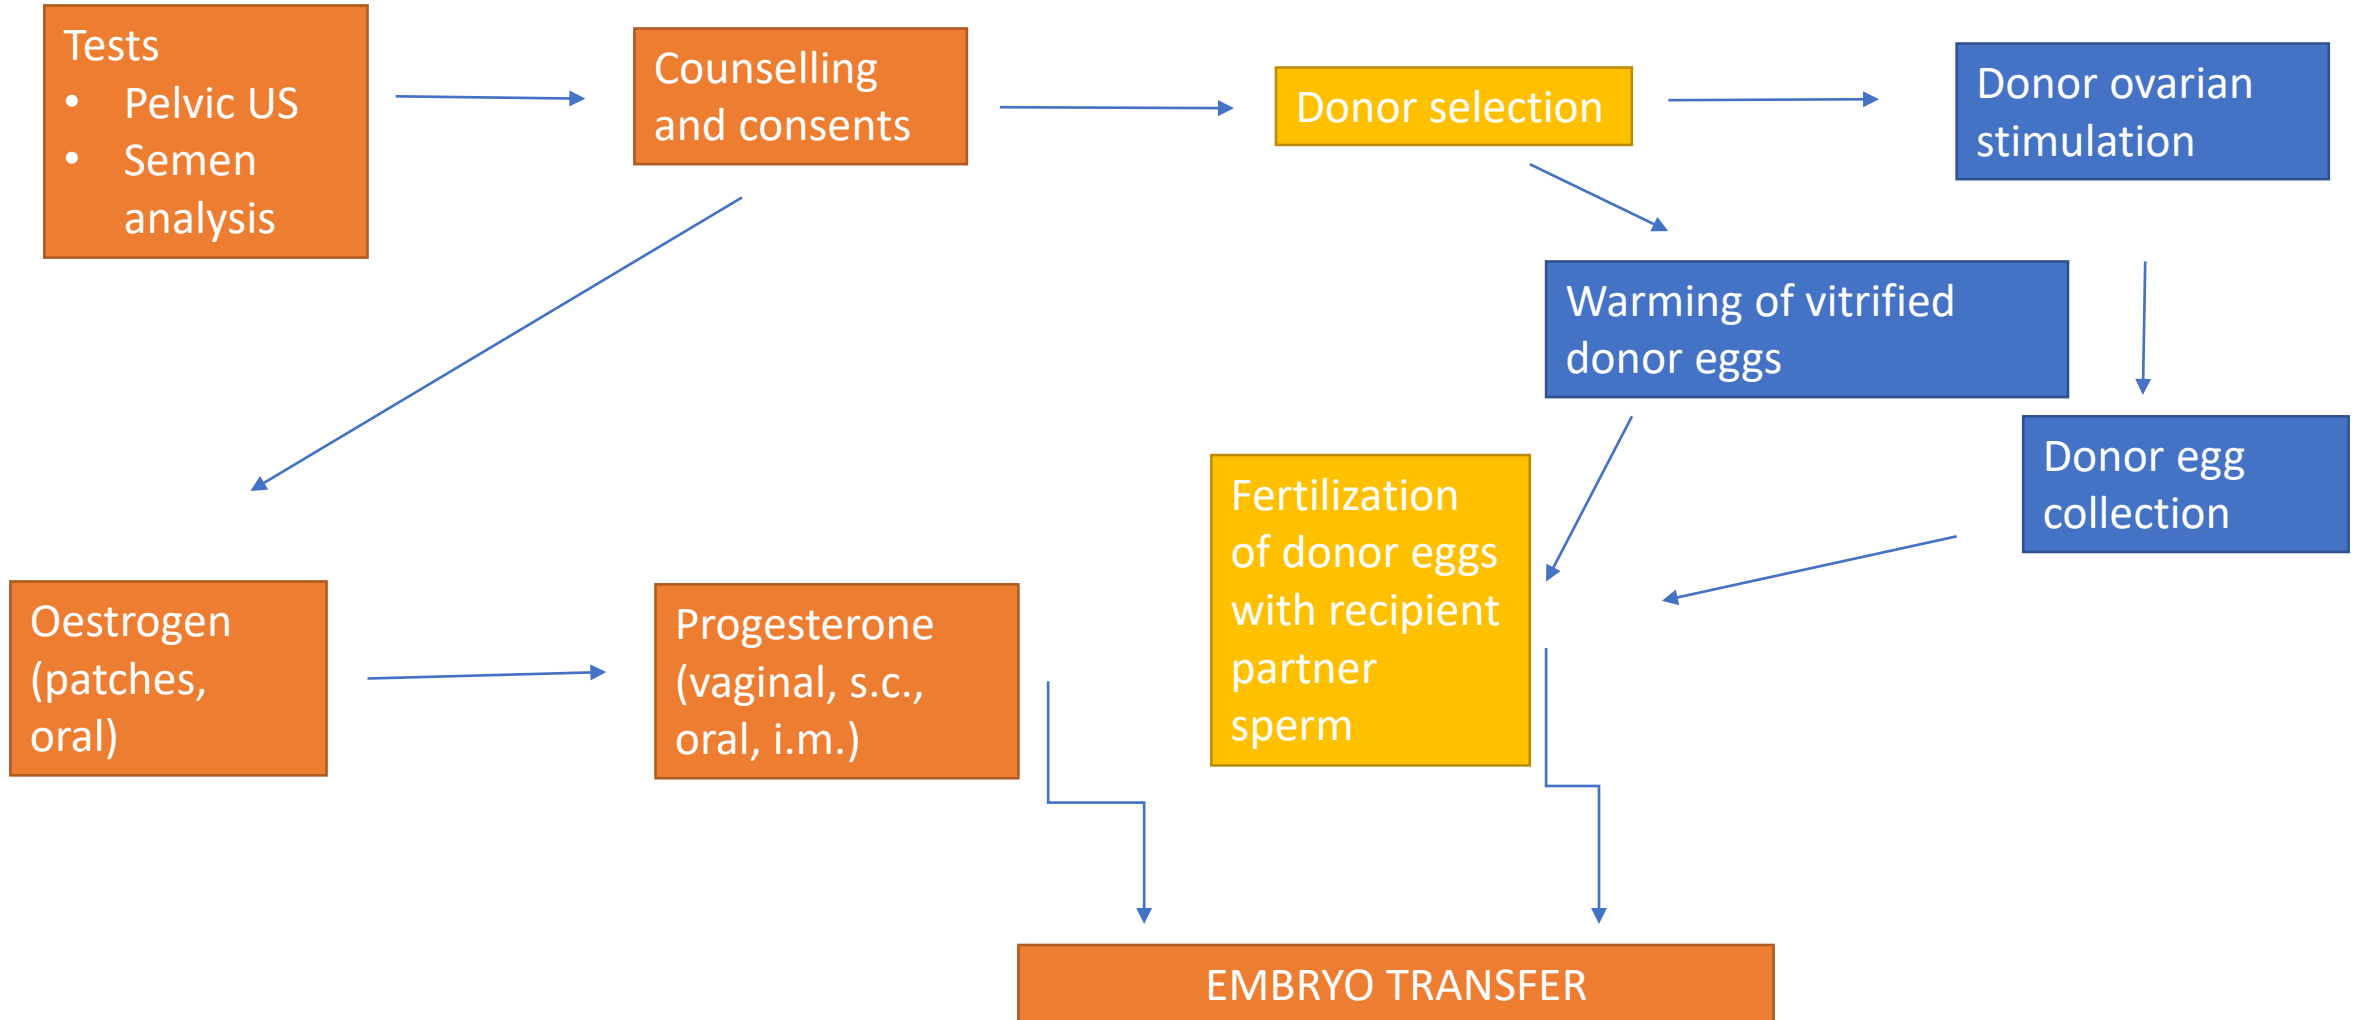 Tests
• Pelvic US
• Semen
analysis
Counselling
and consents
Donor selection
Donor ovarian
stimulation
Warming of vitrified
donor eggs
Donor egg
collection
Fertilization
of donor eggs
with recipient
partner
sperm
Oestrogen
(patches,
oral)
Progesterone
(vaginal, s.c.,
oral, i.m.)
EMBRYO TRANSFER